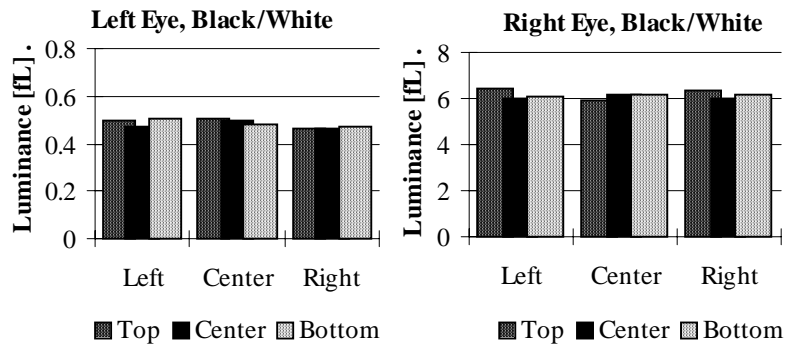 Left Eye, Black/White
Luminance [fL] .
0.8
0.6
0.4
0.2
0
Left Center Right
Top Center Bottom
Right Eye, Black/White
Luminance [fL] .
8
6
4
2
0
Left Center Right
Top Center Bottom